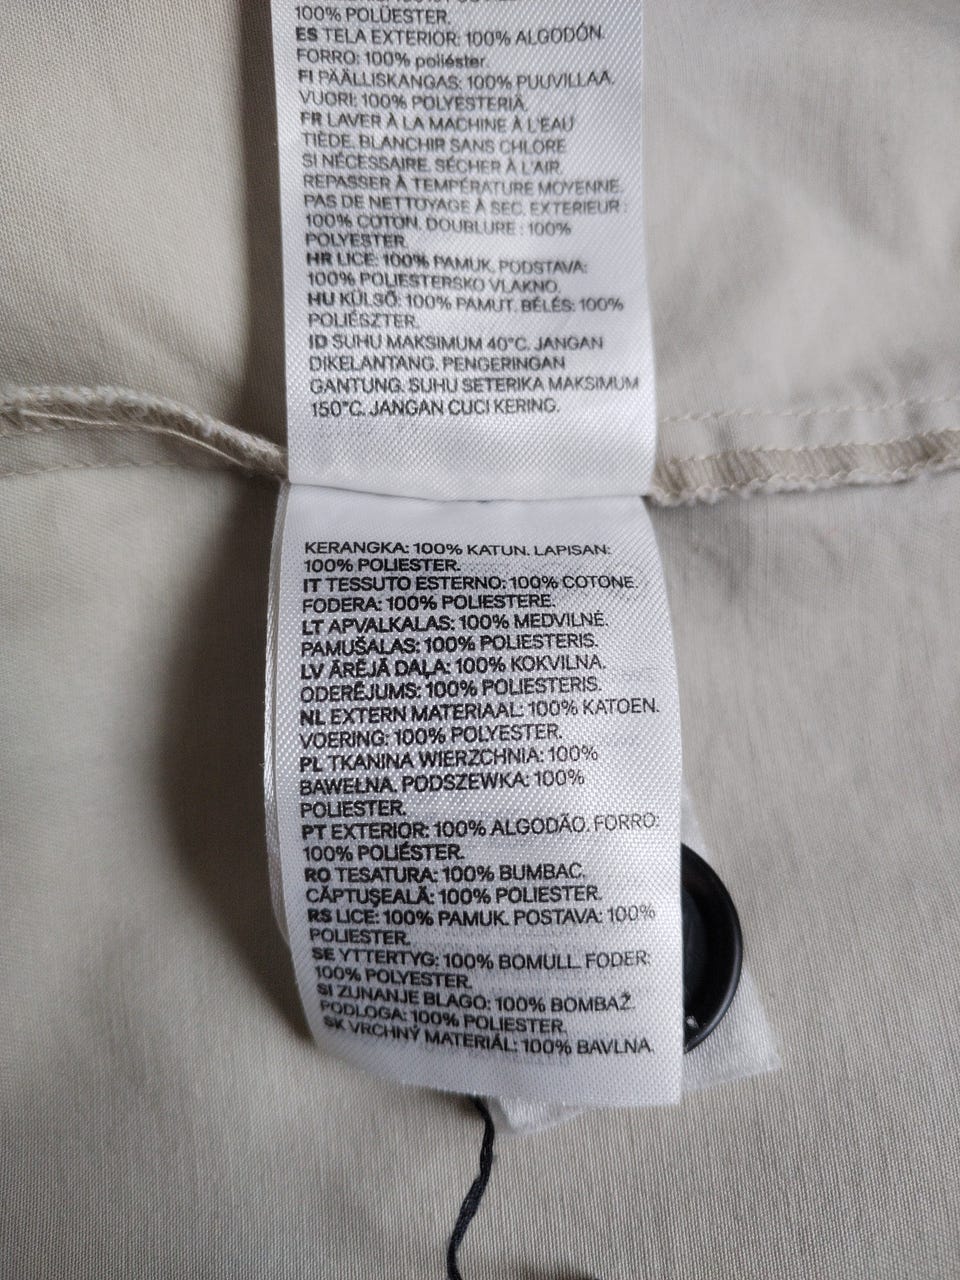 100% POLÜESTER.
ES TELA EXTERIOR: 100% ALGODÓN.
FORRO: 100% poliéster.
FI PÄÄLLISKANGAS: 100% PUUVILLAA.
VUORI: 100% POLYESTERIÄ.
FR LAVER À LA MACHINE À L'EAU
TIÈDE. BLANCHIR SANS CHLORE
SI NÉCESSAIRE. SÉCHER À L'AIR.
REPASSER À TEMPÉRATURE MOYENNE.
PAS DE NETTOYAGE À SEC. EXTERIEUR :
100% COTON. DOUBLURE : 100%
POLYESTER.
HR LICE: 100% PAMUK. PODSTAVA:
100% POLIESTERSKO VLAKNO.
HU KÜLSŐ: 100% PAMUT. BÉLÉS: 100%
POLIÉSZTER.
ID SUHU MAKSIMUM 40°C. JANGAN
DIKELANTANG. PENGERINGAN
GANTUNG. SUHU SETERIKA MAKSIMUM
150°C. JANGAN CUCI KERING.
KERANGKA: 100% KATUN. LAPISAN:
100% POLIESTER.
IT TESSUTO ESTERNO: 100% COTONE.
FODERA: 100% POLIESTERE.
LT APVALKALAS: 100% MEDVILNĖ.
PAMUŠALAS: 100% POLIESTERIS.
LV ĀRĒJĀ DAĻA: 100% KOKVILNA.
ODERĒJUMS: 100% POLIESTERIS.
NL EXTERN MATERIAAL: 100% KATOEN.
VOERING: 100% POLYESTER.
PL TKANINA WIERZCHNIA: 100%
BAWEŁNA. PODSZEWKA: 100%
POLIESTER.
PT EXTERIOR: 100% ALGODÃO. FORRO:
100% POLIÉSTER.
RO TESATURA: 100% BUMBAC.
CĂPTUŞEALĂ: 100% POLIESTER.
RS LICE: 100% PAMUK. POSTAVA: 100%
POLIESTER.
SE YTTERTYG: 100% BOMULL. FODER:
100% POLYESTER.
SI ZUNANJE BLAGO: 100% BOMBAŽ.
PODLOGA: 100% POLIESTER.
SK VRCHNÝ MATERIÁL: 100% BAVLNA.